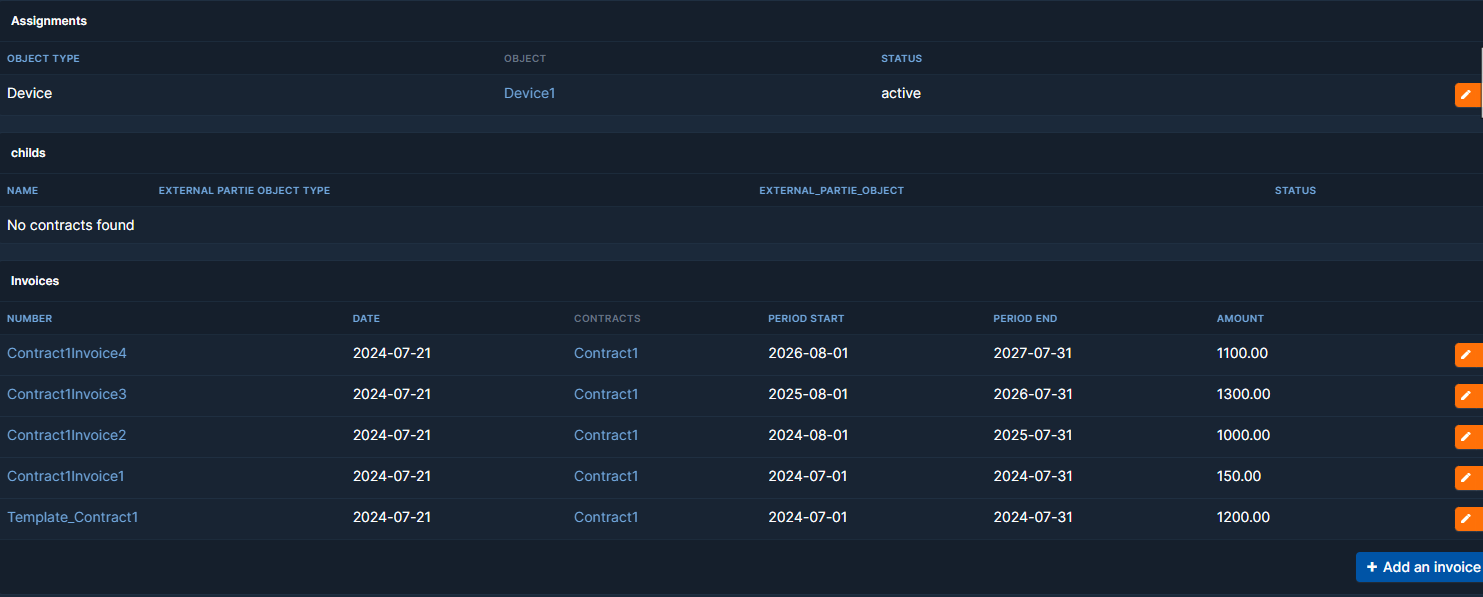 Assignments
OBJECT TYPE OBJECT STATUS
Device Device1 active
childs
NAME EXTERNAL PARTIE OBJECT TYPE EXTERNAL_PARTIE_OBJECT STATUS
No contracts found
Invoices
NUMBER DATE CONTRACTS PERIOD START PERIOD END AMOUNT
Contract1Invoice4 2024-07-21 Contract1 2026-08-01 2027-07-31 1100.00
Contract1Invoice3 2024-07-21 Contract1 2025-08-01 2026-07-31 1300.00
Contract1Invoice2 2024-07-21 Contract1 2024-08-01 2025-07-31 1000.00
Contract1Invoice1 2024-07-21 Contract1 2024-07-01 2024-07-31 150.00
Template_Contract1 2024-07-21 Contract1 2024-07-01 2024-07-31 1200.00
+ Add an invoice